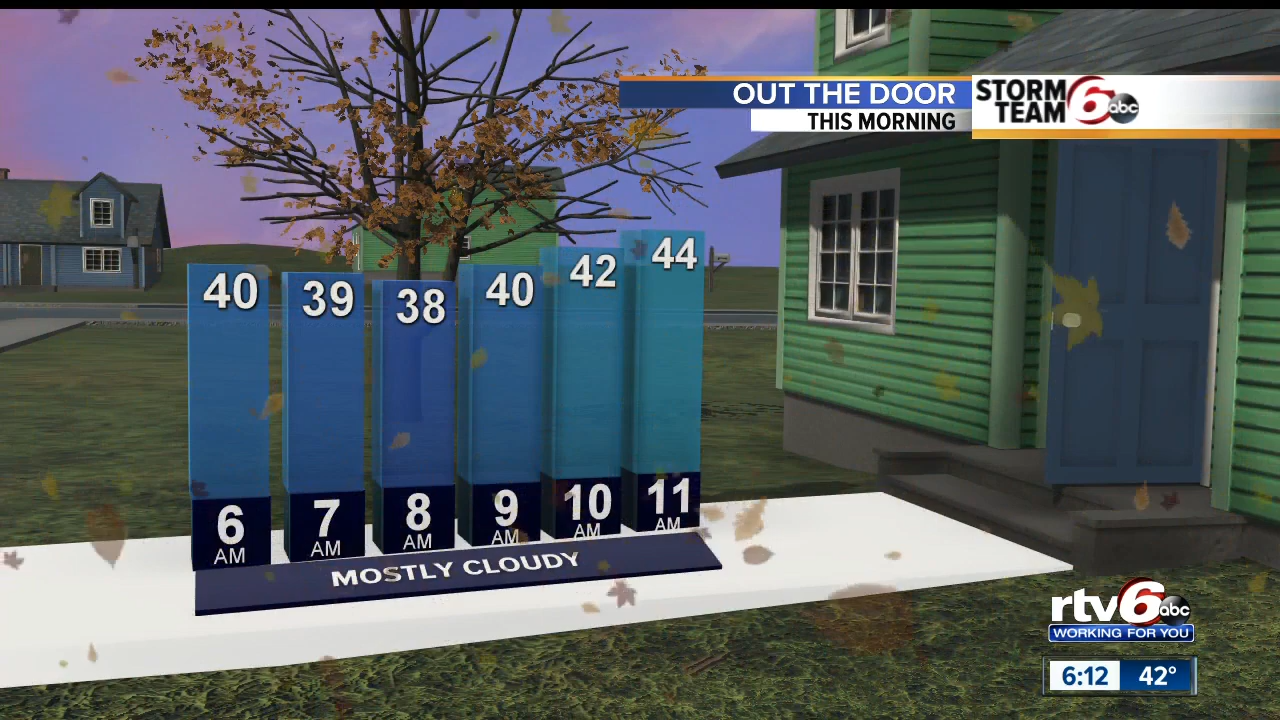 OUT THE DOOR
THIS MORNING
STORM
TEAM 6 abc
40 39 38 40 42 44
6 7 8 9 10 11
AM AM AM AM AM AM
MOSTLY CLOUDY
rtv6 abc
WORKING FOR YOU
6:12 42°